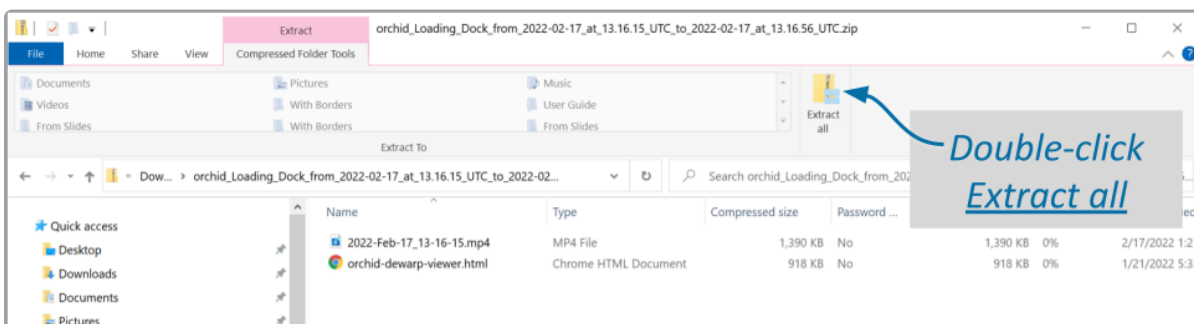 Extract
orchid_Loading_Dock_from_2022-02-17_at_13.16.15_UTC_to_2022-02-17_at_13.16.56_UTC.zip
File Home Share View Compressed Folder Tools
Documents Pictures Music
Videos With Borders User Guide
From Slides With Borders From Slides
Extract all
Extract To
Double-click
Extract all
Dow... > orchid_Loading_Dock_from_2022-02-17_at_13.16.15_UTC_to_2022-02... Search orchid_Loading_Dock_from_202
Quick access
Desktop
Downloads
Documents
Pictures
Name Type Compressed size Password ...
2022-Feb-17_13-16-15.mp4 MP4 File 1,390 KB No 1,390 KB 0% 2/17/2022 1:2
orchid-dewarp-viewer.html Chrome HTML Document 918 KB No 918 KB 0% 1/21/2022 5:3